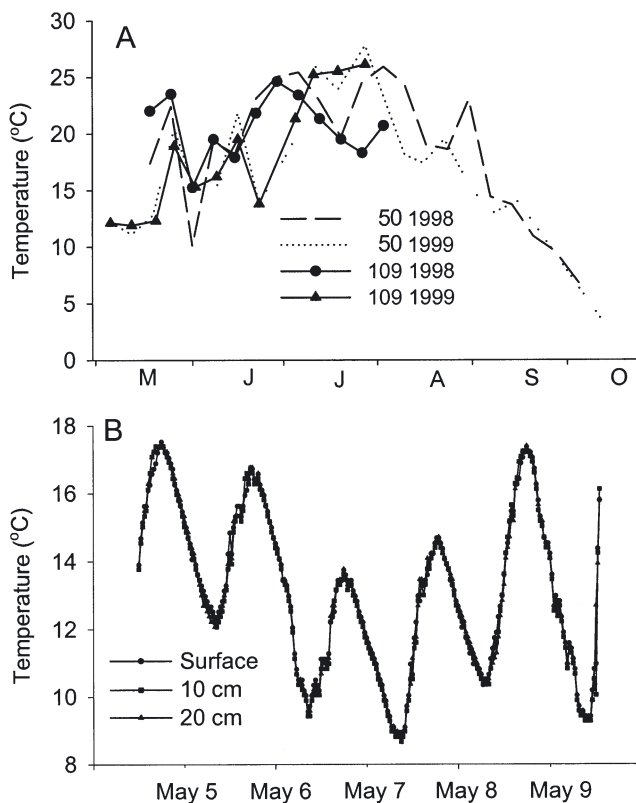 A
Temperature (ºC)
30
25
20
15
10
5
0
50 1998
50 1999
109 1998
109 1999
M J J A S O
B
Temperature (ºC)
18
16
14
12
10
8
Surface
10 cm
20 cm
May 5 May 6 May 7 May 8 May 9